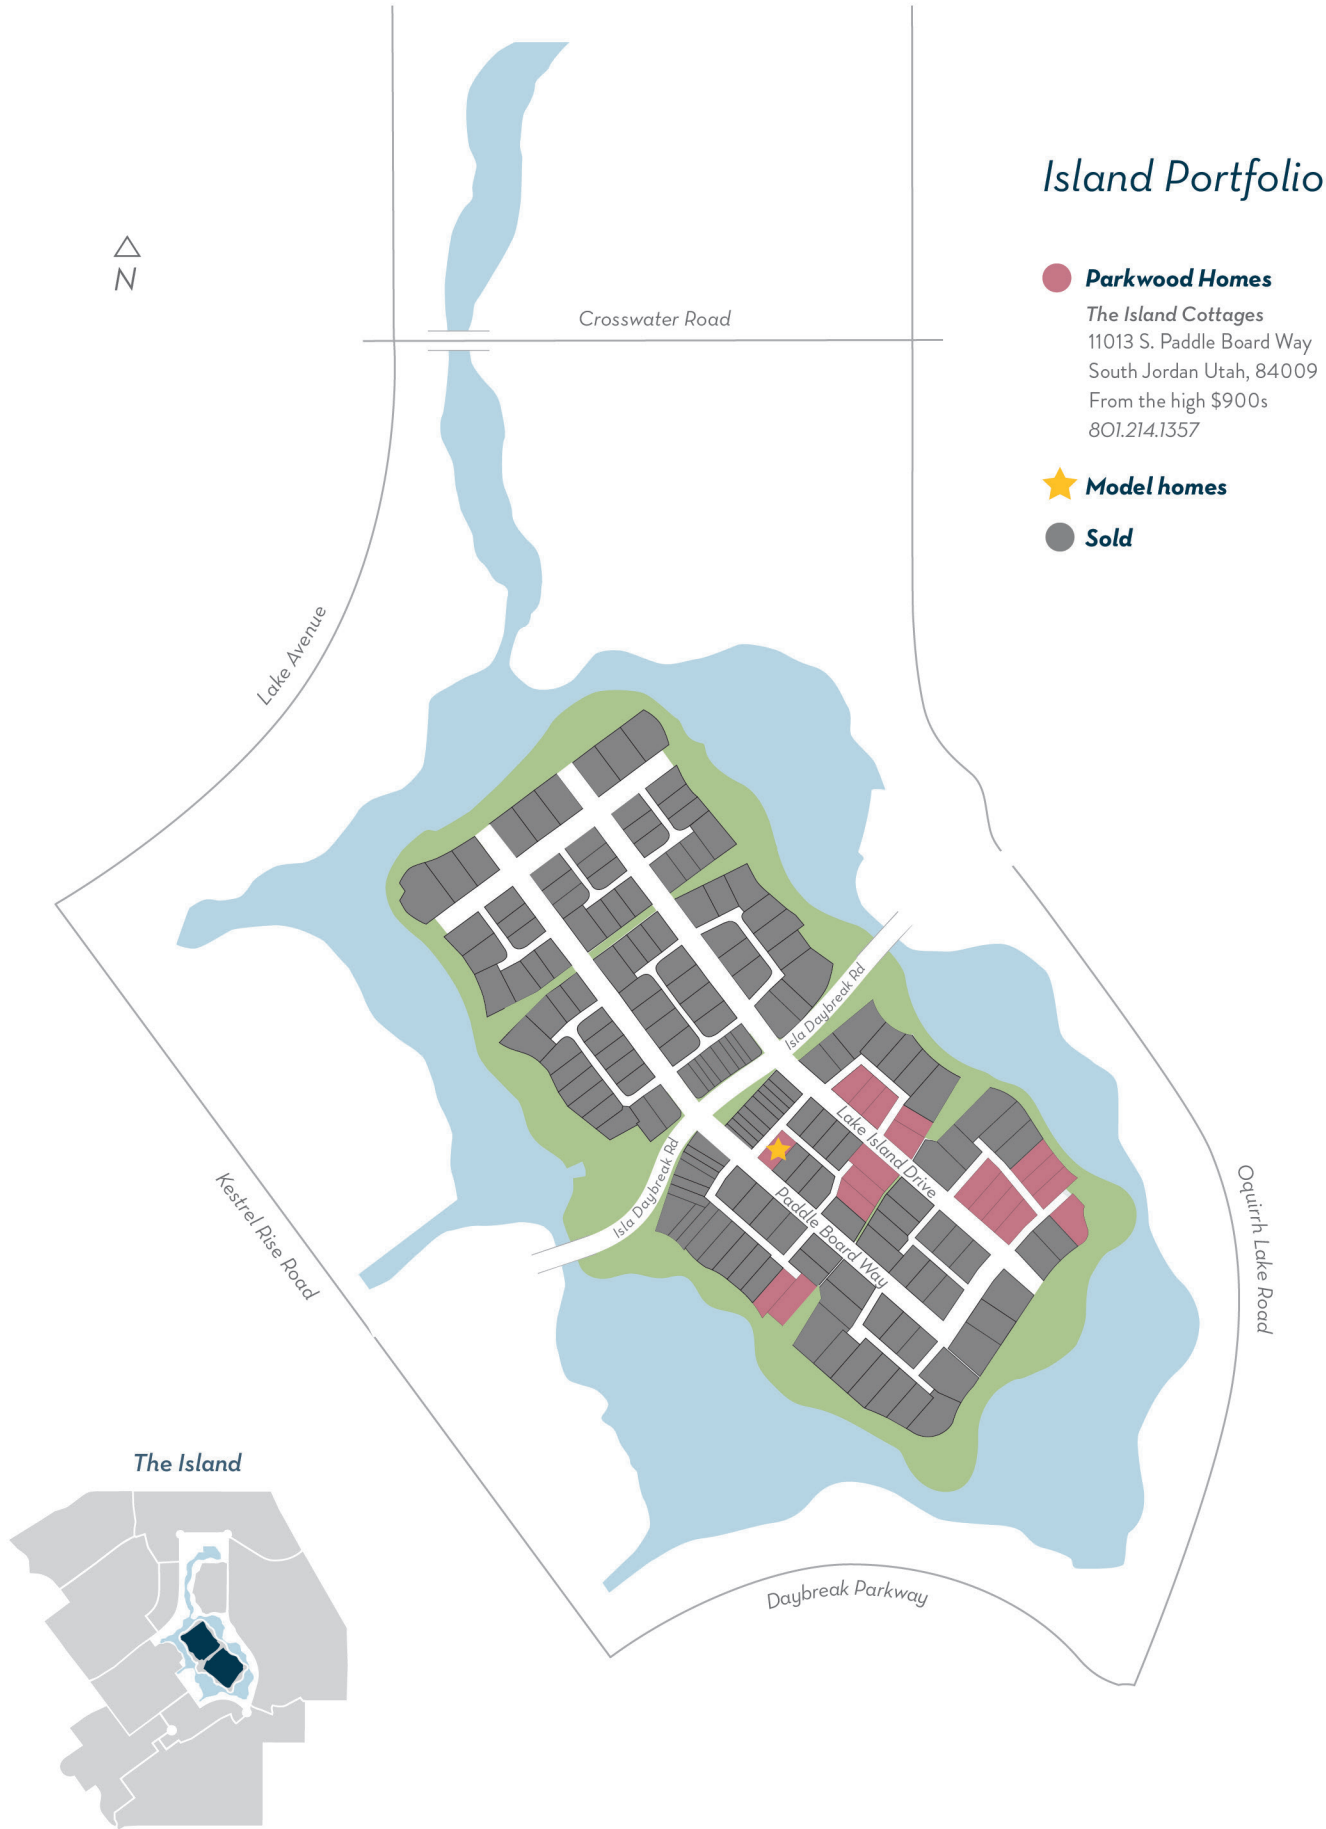 Island Portfolio
Parkwood Homes
The Island Cottages
11013 S. Paddle Board Way
South Jordan Utah, 84009
From the high $900s
801.214.1357
Model homes
Sold
N
Crosswater Road
Lake Avenue
Isla Daybreak Rd
Lake Island Drive
Isla Daybreak Rd
Paddle Board Way
Kestrel Rise Road
Oquirrh Lake Road
Daybreak Parkway
The Island